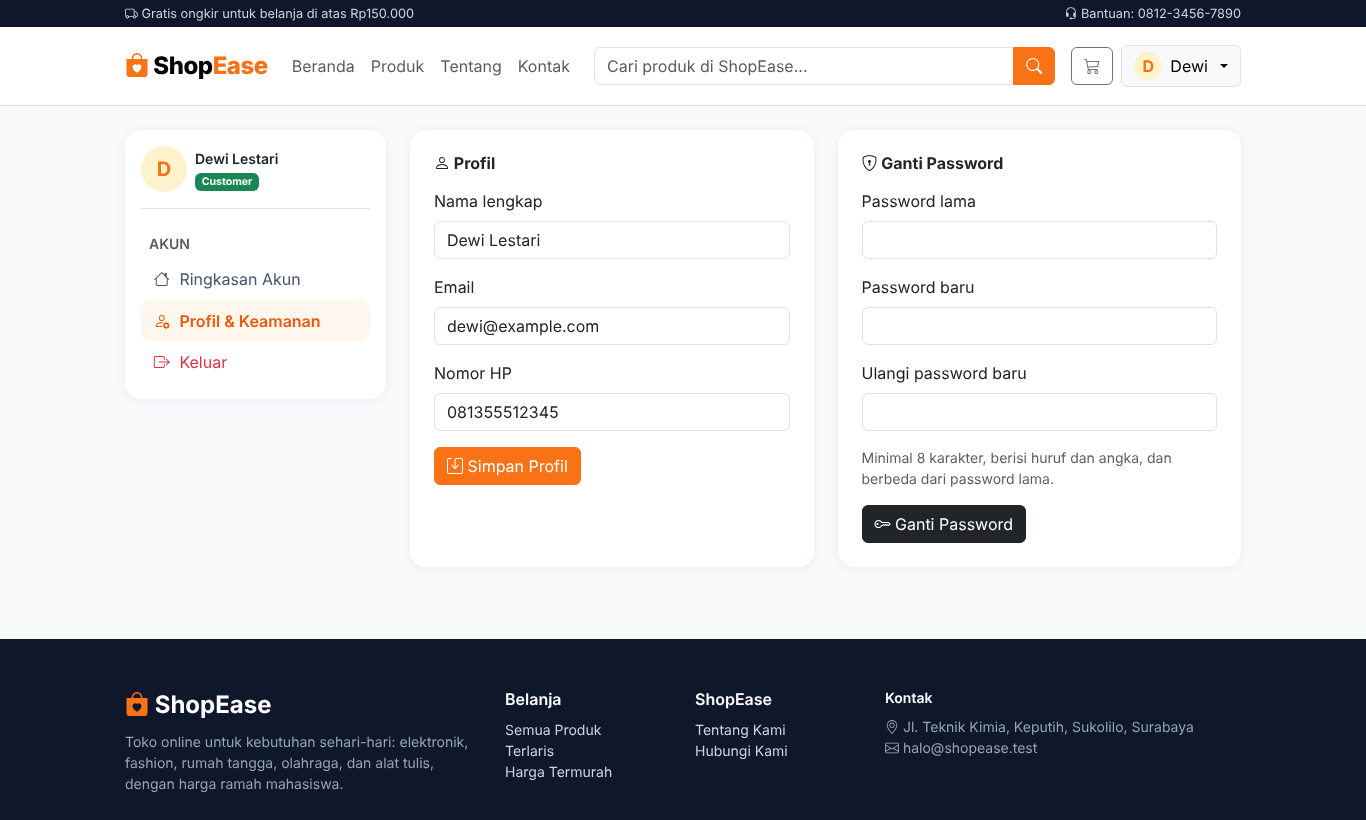 Gratis ongkir untuk belanja di atas Rp150.000
Bantuan: 0812-3456-7890
ShopEase
Beranda
Produk
Tentang
Kontak
Cari produk di ShopEase...
D
Dewi
D
Dewi Lestari
Customer
AKUN
Ringkasan Akun
Profil & Keamanan
Keluar
Profil
Nama lengkap
Dewi Lestari
Email
dewi@example.com
Nomor HP
081355512345
Simpan Profil
Ganti Password
Password lama
Password baru
Ulangi password baru
Minimal 8 karakter, berisi huruf dan angka, dan
berbeda dari password lama.
Ganti Password
ShopEase
Toko online untuk kebutuhan sehari-hari: elektronik,
fashion, rumah tangga, olahraga, dan alat tulis,
dengan harga ramah mahasiswa.
Belanja
Semua Produk
Terlaris
Harga Termurah
ShopEase
Tentang Kami
Hubungi Kami
Kontak
Jl. Teknik Kimia, Keputih, Sukolilo, Surabaya
halo@shopease.test